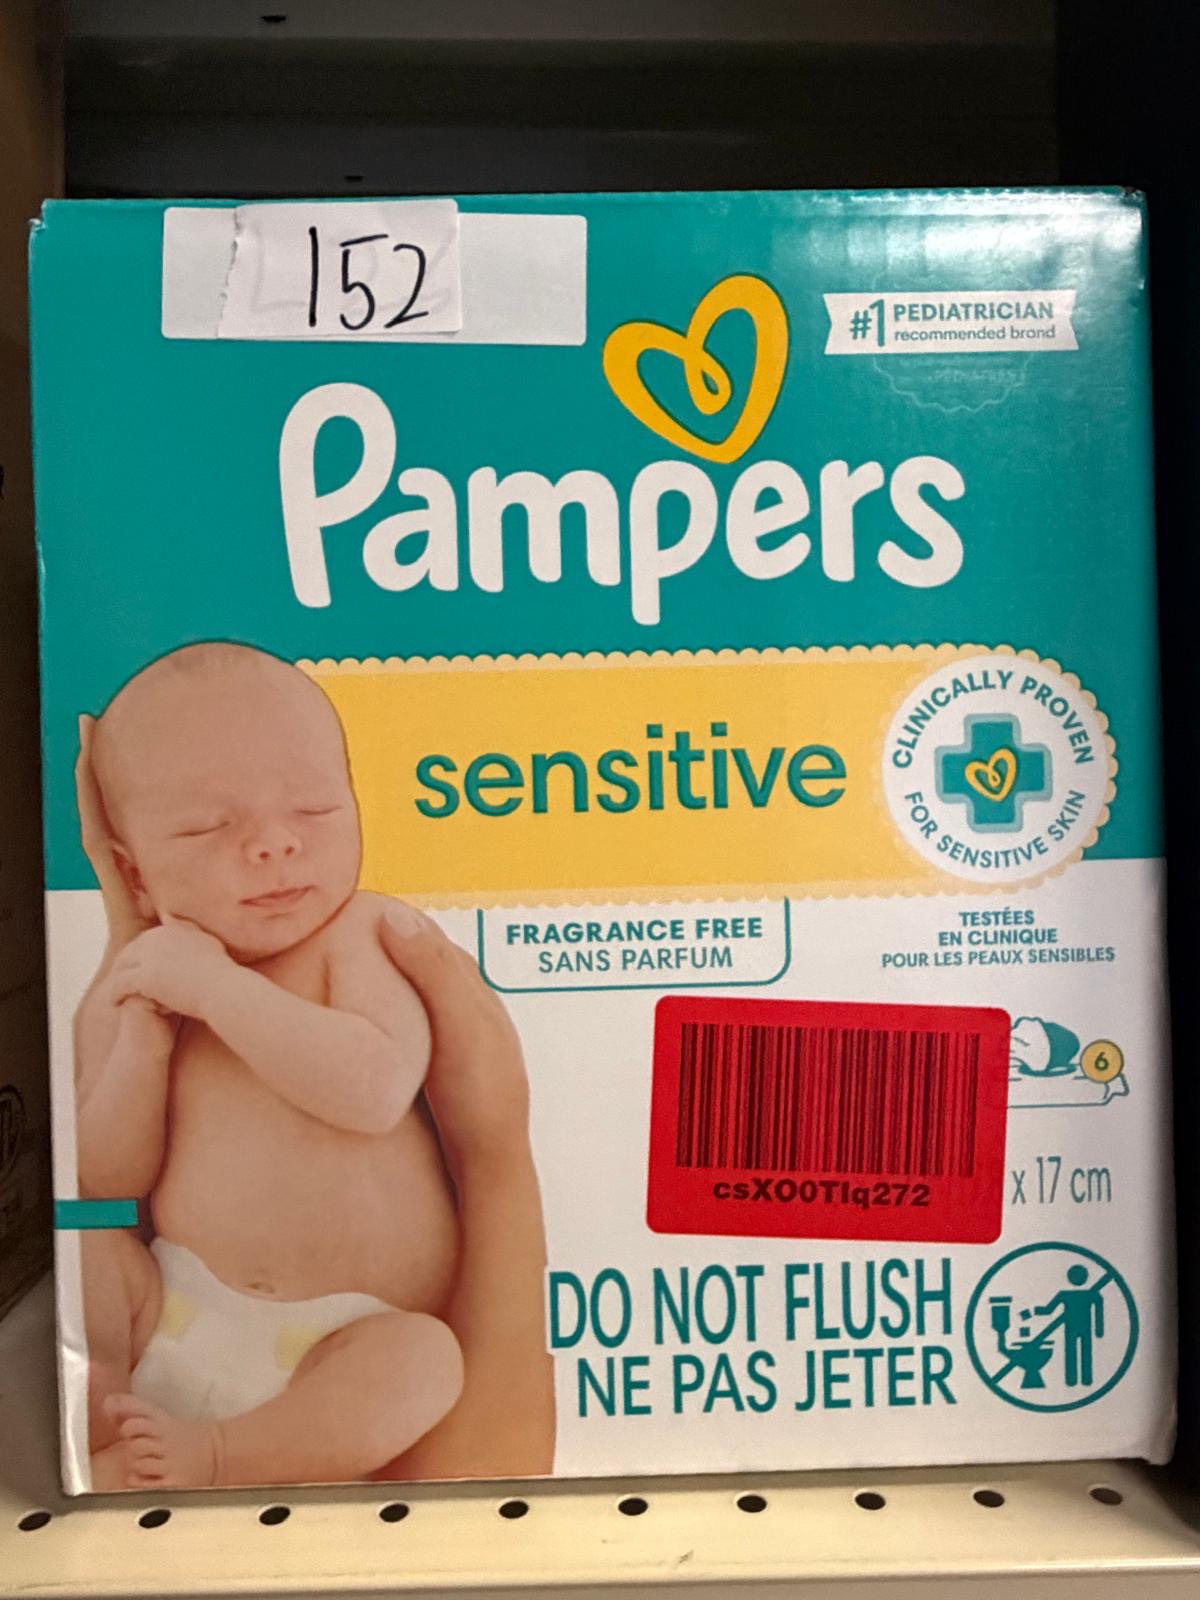 152
#1 PEDIATRICIAN
recommended brand
Pampers
sensitive
CLINICALLY PROVEN
FOR SENSITIVE SKIN
FRAGRANCE FREE
SANS PARFUM
TESTÉES
EN CLINIQUE
POUR LES PEAUX SENSIBLES
6
csXO0TIq272
x 17 cm
DO NOT FLUSH
NE PAS JETER